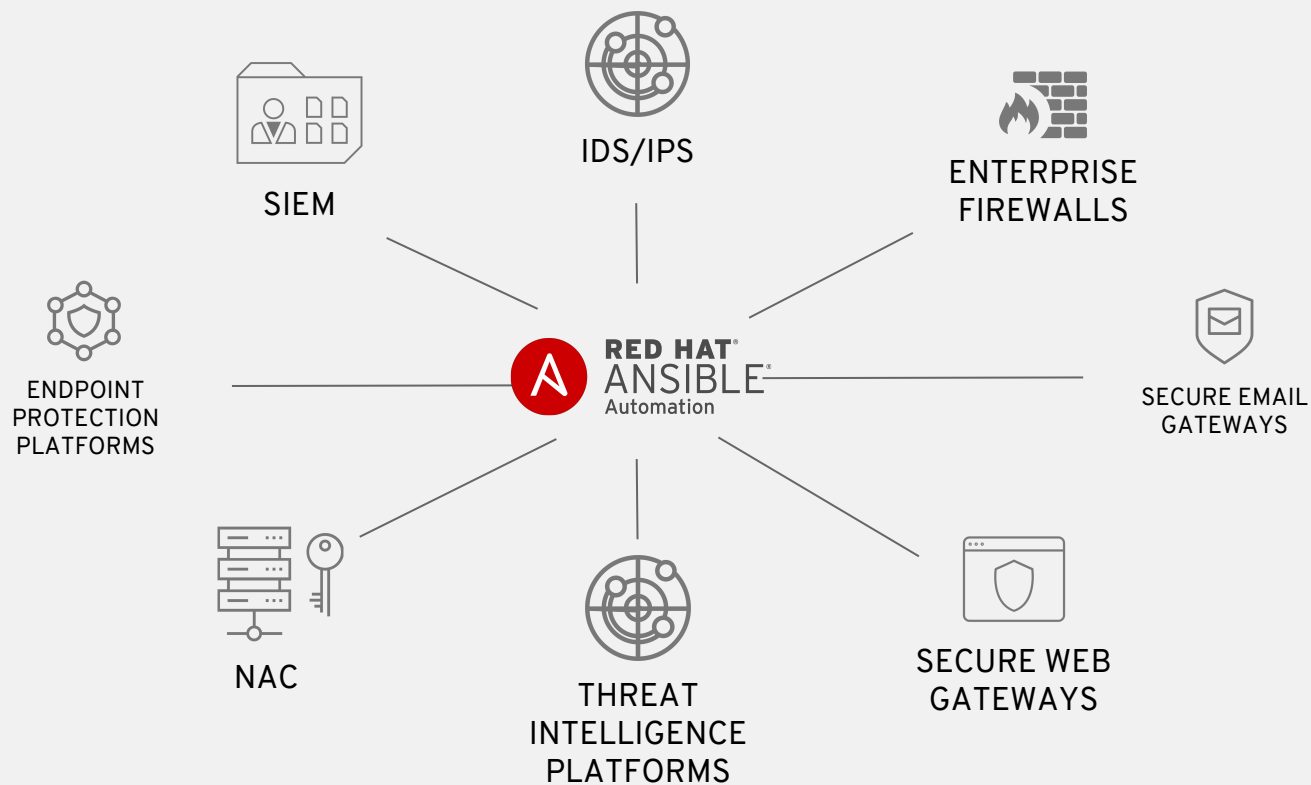 IDS/IPS
SIEM
ENTERPRISE
FIREWALLS
RED HAT®
ANSIBLE®
Automation
ENDPOINT
PROTECTION
PLATFORMS
SECURE EMAIL
GATEWAYS
NAC
THREAT
INTELLIGENCE
PLATFORMS
SECURE WEB
GATEWAYS